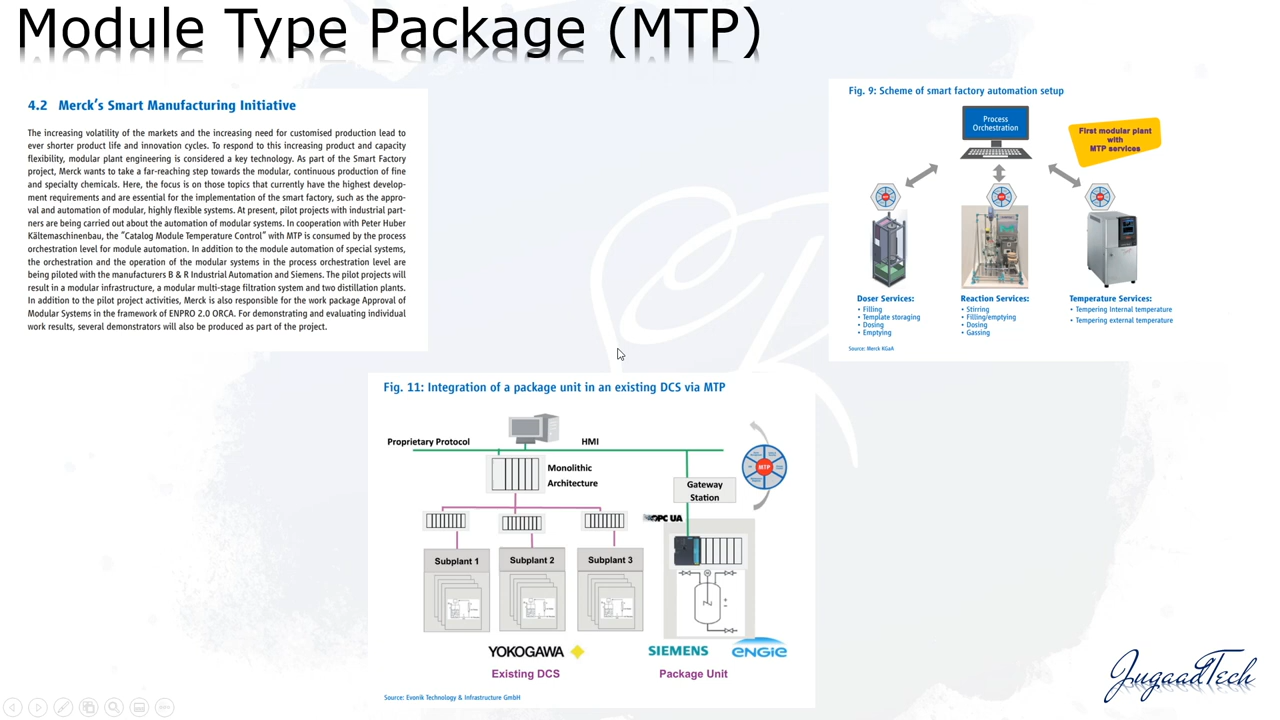 Module Type Package (MTP)
4.2 Merck's Smart Manufacturing Initiative
The increasing volatility of the markets and the increasing need for customised production lead to
ever shorter product life and innovation cycles. To respond to this increasing product and capacity
flexibility, modular plant engineering is considered a key technology. As part of the Smart Factory
project, Merck wants to take a far-reaching step towards the modular, continuous production of fine
and specialty chemicals. Here, the focus is on those topics that currently have the highest develop-
ment requirements and are essential for the implementation of the smart factory, such as the appro-
val and automation of modular, highly flexible systems. At present, pilot projects with industrial part-
ners are being carried out about the automation of modular systems. In cooperation with Peter Huber
Kältemaschinenbau, the "Catalog Module Temperature Control" with MTP is consumed by the process
orchestration level for module automation. In addition to the module automation of special systems,
the orchestration and the operation of the modular systems in the process orchestration level are
being piloted with the manufacturers B & R Industrial Automation and Siemens. The pilot projects will
result in a modular infrastructure, a modular multi-stage filtration system and two distillation plants.
In addition to the pilot project activities, Merck is also responsible for the work package Approval of
Modular Systems in the framework of ENPRO 2.0 ORCA. For demonstrating and evaluating individual
work results, several demonstrators will also be produced as part of the project.
Fig. 9: Scheme of smart factory automation setup
Process
Orchestration
First modular plant
with
MTP services
Doser Services:
• Filling
• Template storaging
• Dosing
• Emptying
Reaction Services:
• Stirring
• Filling/emptying
• Dosing
• Gassing
Temperature Services:
• Tempering Internal temperature
• Tempering external temperature
Source: Merck KGaA
Fig. 11: Integration of a package unit in an existing DCS via MTP
Proprietary Protocol
HMI
Monolithic
Architecture
Gateway
Station
MTP
OPC UA
Subplant 1
Subplant 2
Subplant 3
YOKOGAWA
SIEMENS
ENGIE
Existing DCS
Package Unit
Source: Evonik Technology & Infrastructure GmbH
JugaadTech